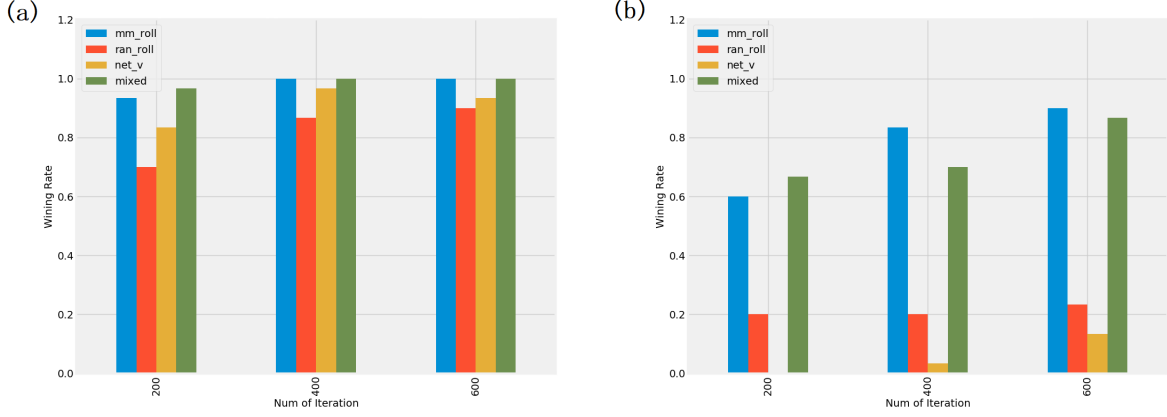 (a)
1.2
mm_roll
ran_roll
net_v
mixed
1.0
0.8
0.6
0.4
0.2
0.0
Wining Rate
200
400
600
Num of Iteration
(b)
1.2
mm_roll
ran_roll
net_v
mixed
1.0
0.8
0.6
0.4
0.2
0.0
Wining Rate
200
400
600
Num of Iteration